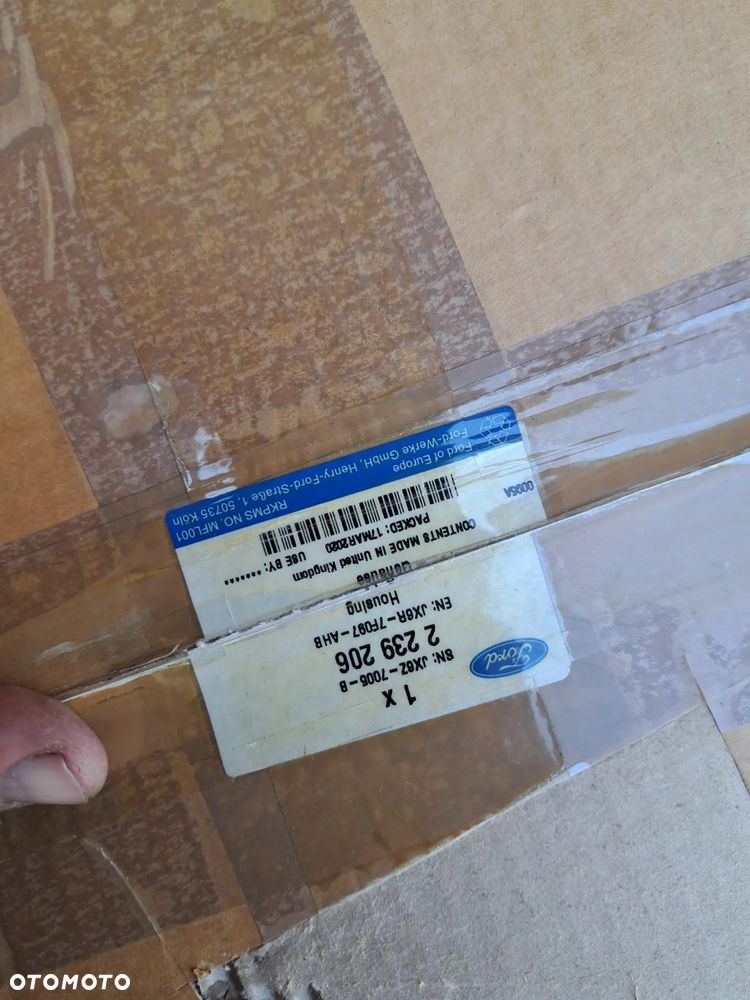 1 x
SN: JX6Z-7005-B
2 239 206
EN: JX6R-7F097-AHB
Housing
Gehäuse
CONTENTS MADE IN United Kingdom
PACKED: 17MAR2020 USE BY: .......
0005A
RKPMS NO. MFL001
Ford of Europe
Ford-Werke GmbH, Henry-Ford-Straße 1, 50735 Köln
Ford
OTOMOTO